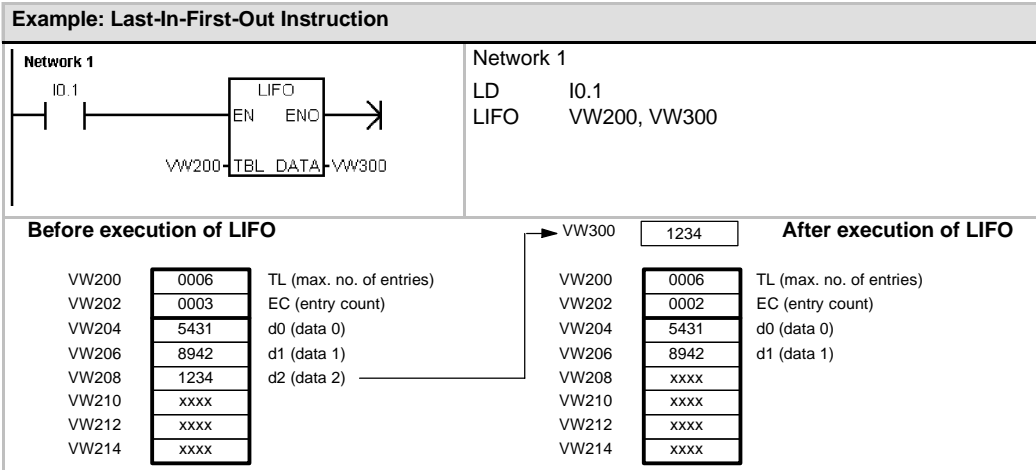 Example: Last-In-First-Out Instruction
Network 1
I0.1
LIFO
EN ENO
VW200 TBL DATA VW300
Network 1
LD I0.1
LIFO VW200, VW300
Before execution of LIFO
VW200 0006 TL (max. no. of entries)
VW202 0003 EC (entry count)
VW204 5431 d0 (data 0)
VW206 8942 d1 (data 1)
VW208 1234 d2 (data 2)
VW210 xxxx
VW212 xxxx
VW214 xxxx
VW300 1234 After execution of LIFO
VW200 0006 TL (max. no. of entries)
VW202 0002 EC (entry count)
VW204 5431 d0 (data 0)
VW206 8942 d1 (data 1)
VW208 xxxx
VW210 xxxx
VW212 xxxx
VW214 xxxx